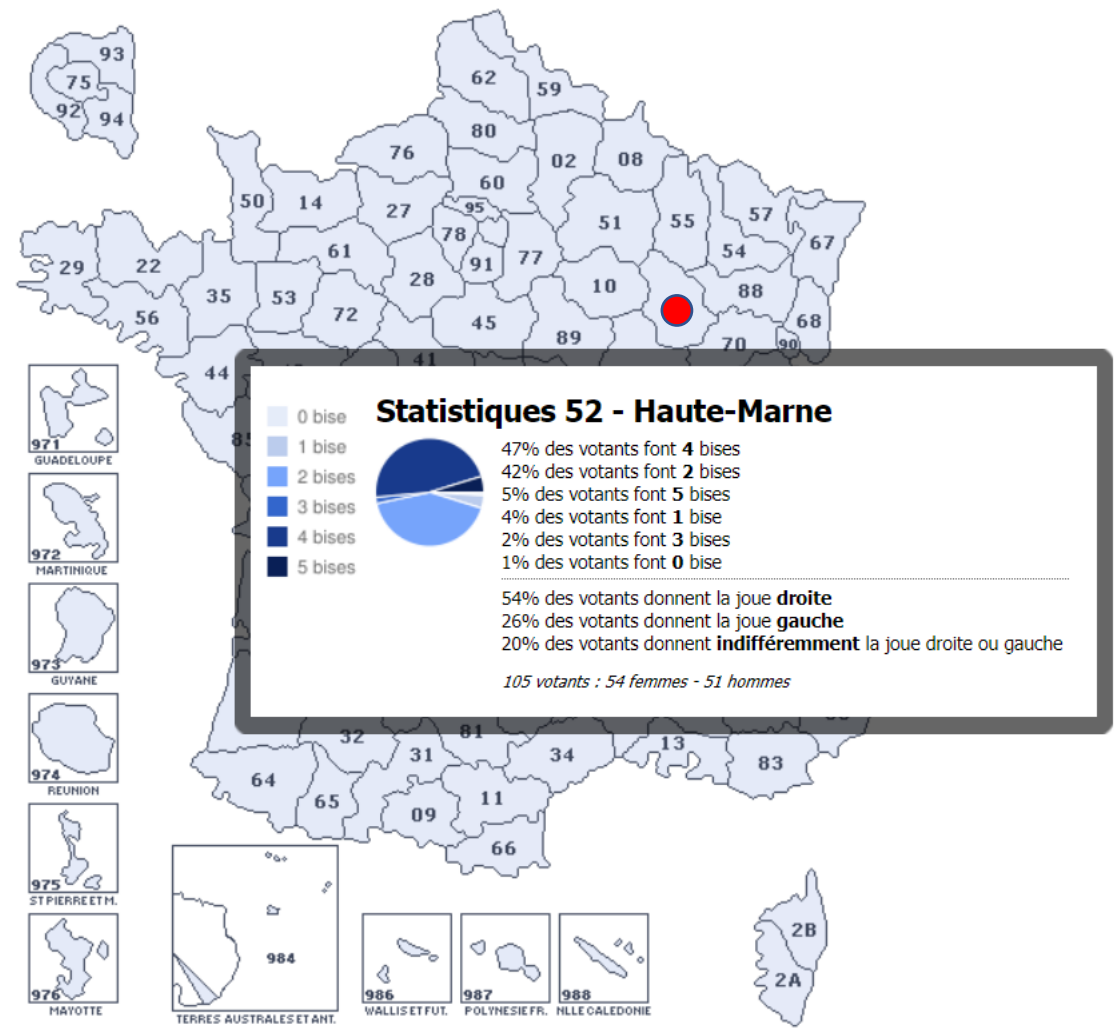 93
75
92
94
62
59
80
76
02
08
60
50
14
27
95
51
55
57
67
78
61
77
54
29
22
91
28
10
88
35
53
56
72
45
68
89
70
90
44
41
971
GUADELOUPE
972
MARTINIQUE
973
GUYANE
974
REUNION
975
ST PIERRE ET M.
976
MAYOTTE
0 bise
1 bise
2 bises
3 bises
4 bises
5 bises
Statistiques 52 - Haute-Marne
47% des votants font 4 bises
42% des votants font 2 bises
5% des votants font 5 bises
4% des votants font 1 bise
2% des votants font 3 bises
1% des votants font 0 bise
54% des votants donnent la joue droite
26% des votants donnent la joue gauche
20% des votants donnent indifféremment la joue droite ou gauche
105 votants : 54 femmes - 51 hommes
32
81
31
34
13
83
64
65
11
09
66
984
TERRES AUSTRALES ET ANT.
986
WALLIS ET FUT.
987
POLYNESIE FR.
988
NLLE CALEDONIE
2B
2A